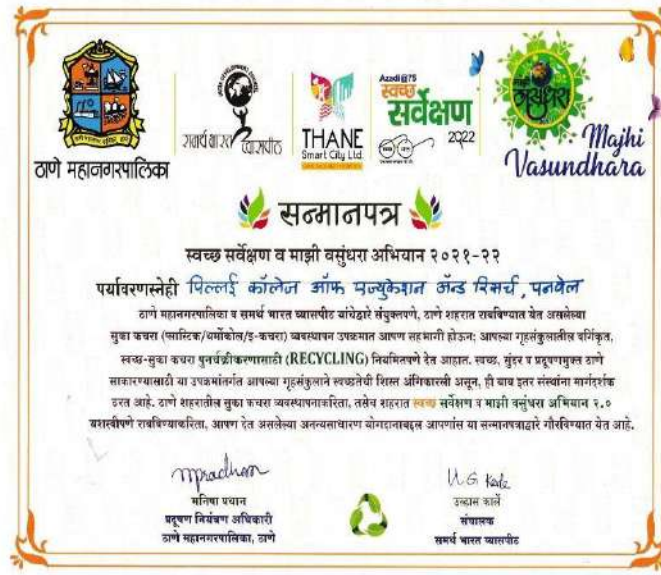 ठाणे महानगरपालिका
समर्थ भारत व्यासपीठ
THANE
Smart City Ltd.
Azadi@75
स्वच्छ
सर्वेक्षण
2022
वसुंधरा
Majhi
Vasundhara
सन्मानपत्र
स्वच्छ सर्वेक्षण व माझी वसुंधरा अभियान २०२१-२२
पर्यावरणस्नेही पिल्लई कॉलेज ऑफ एज्युकेशन ॲन्ड रिसर्च, पनवेल
ठाणे महानगरपालिका व समर्थ भारत व्यासपीठ यांचेद्वारे संयुक्तपणे, ठाणे शहरात राबविण्यात येत असलेल्या
सुका कचरा (प्लास्टिक/थर्मोकोल/इ-कचरा) व्यवस्थापन उपक्रमात आपण सहभागी होऊन; आपल्या गृहसंकुलातील वर्गिकृत,
स्वच्छ-सुका कचरा पुनर्चक्रीकरणासाठी (RECYCLING) नियमितपणे देत आहात. स्वच्छ, सुंदर व प्रदूषणमुक्त ठाणे
साकारण्यासाठी या उपक्रमांतर्गत आपल्या गृहसंकुलाने स्वच्छतेची शिस्त अंगिकारली असून, ही बाब इतर संस्थांना मार्गदर्शक
ठरत आहे. ठाणे शहरातील सुका कचरा व्यवस्थापनाकरिता, तसेच शहरात स्वच्छ सर्वेक्षण व माझी वसुंधरा अभियान २.०
यशस्वीपणे राबविण्याकरिता, आपण देत असलेल्या अनन्यसाधारण योगदानाबद्दल आपणांस या सन्मानपत्राद्वारे गौरविण्यात येत आहे.
mpradhan
मनिषा प्रधान
प्रदूषण नियंत्रण अधिकारी
ठाणे महानगरपालिका, ठाणे
U G Karle
उल्हास कार्ले
संचालक
समर्थ भारत व्यासपीठ